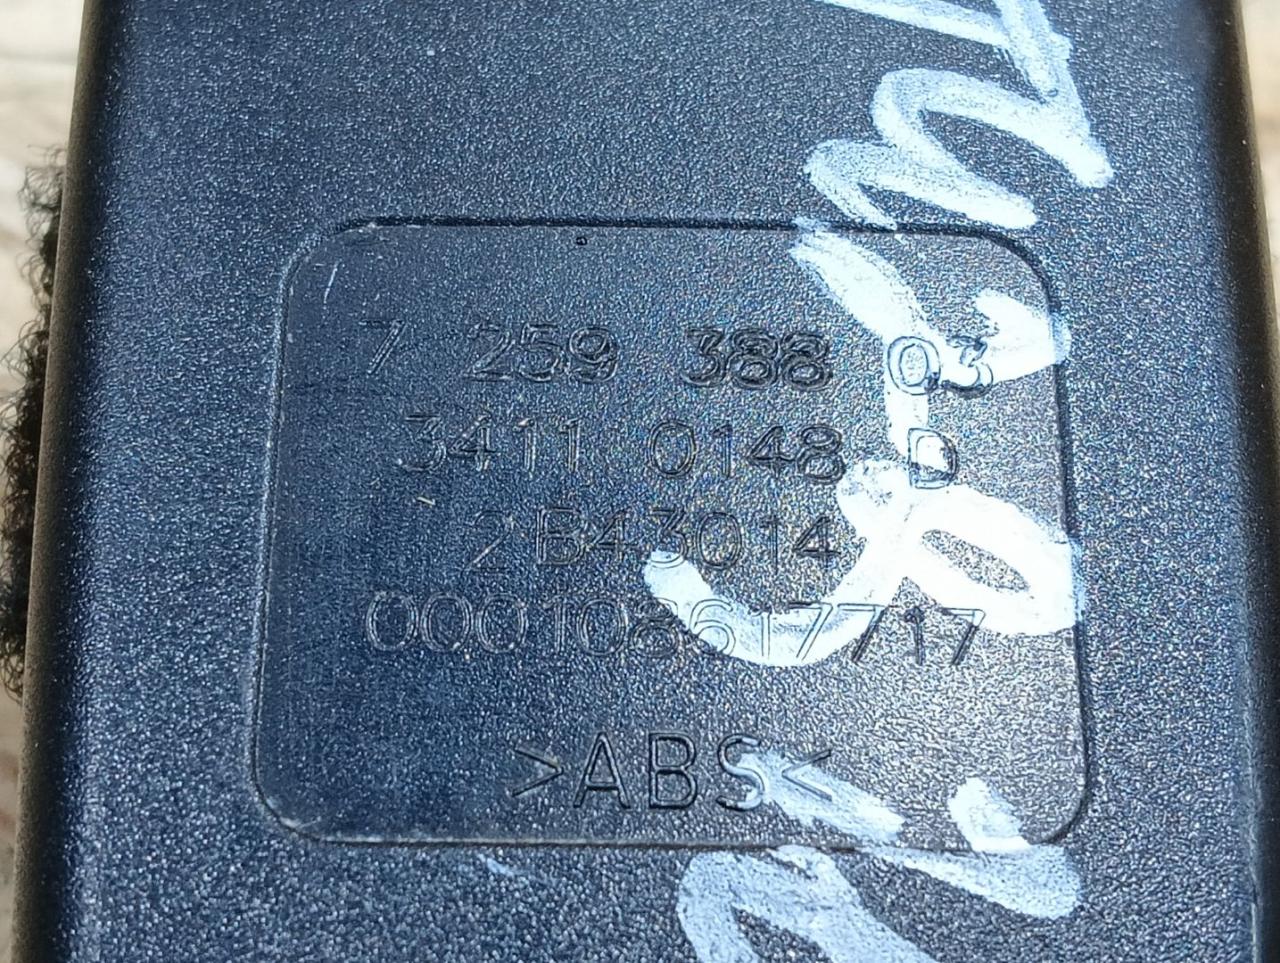 7 259 388 03
3411 0148 D
2B43014
000108617717
>ABS<